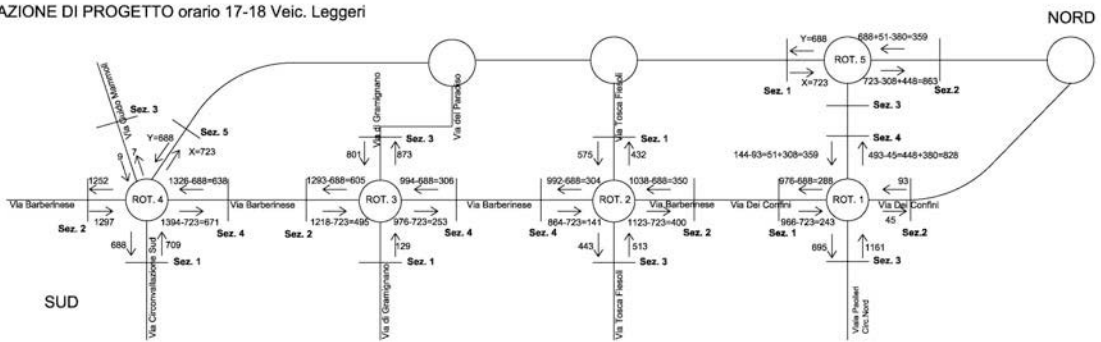 AZIONE DI PROGETTO orario 17-18 Veic. Leggeri
NORD
Y=688
688+51-380=359
ROT. 5
X=723
723-308+448=863
Sez. 1
Sez.2
Sez. 3
Via Guido Mammoli
Sez. 3
Sez. 5
Y=688
X=723
Via di Gramignano
Via del Paradiso
Via Tosca Fiesoli
Sez. 3
Sez. 1
Sez. 4
7
801
873
575
432
144-93=51+308=359
493-45=448+380=828
1252
1326-688=638
1293-688=605
994-688=306
992-688=304
1038-688=350
976-688=288
93
ROT. 4
ROT. 3
ROT. 2
ROT. 1
Via Barberinese
Via Barberinese
Via Barberinese
Via Barberinese
Via Dei Confini
Via Dei Confini
1297
1394-723=671
1218-723=495
976-723=253
864-723=141
1123-723=400
966-723=243
45
Sez. 2
Sez. 4
Sez. 2
Sez. 4
Sez. 4
Sez. 2
Sez. 1
Sez.2
688
709
129
443
513
695
1161
Sez. 1
Sez. 1
Sez. 3
Sez. 3
SUD
Via Circonvallazione Sud
Via di Gramignano
Via Tosca Fiesoli
Circ.Nord